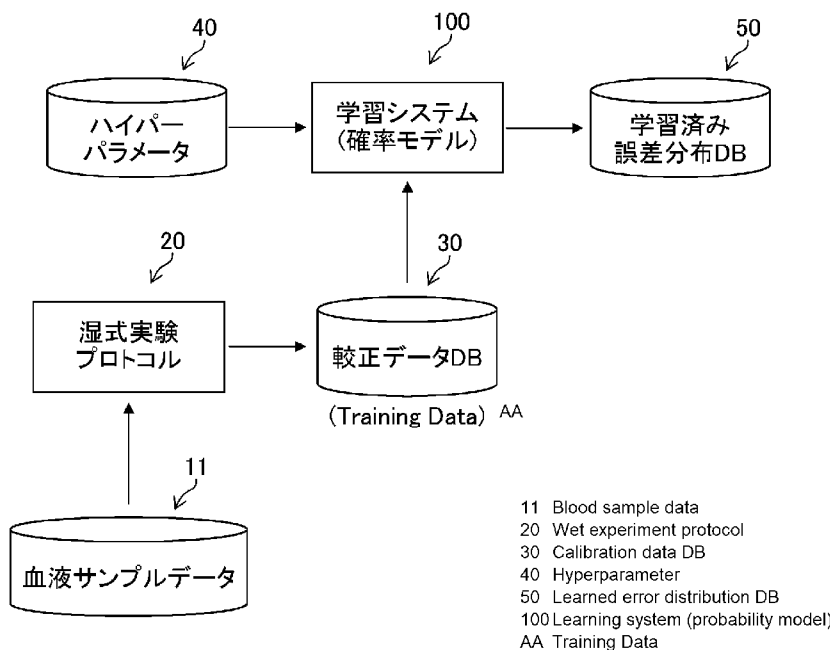 40
100
50
ハイパー
パラメータ
学習システム
(確率モデル)
学習済み
誤差分布DB
20
30
湿式実験
プロトコル
較正データDB
(Training Data) AA
11
血液サンプルデータ
11 Blood sample data
20 Wet experiment protocol
30 Calibration data DB
40 Hyperparameter
50 Learned error distribution DB
100 Learning system (probability model)
AA Training Data